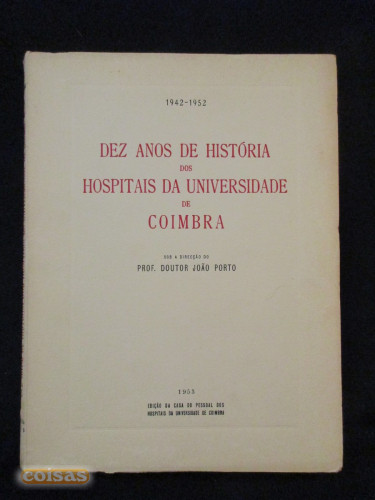 1942-1952
DEZ ANOS DE HISTÓRIA
DOS
HOSPITAIS DA UNIVERSIDADE
DE
COIMBRA
SOB A DIRECÇÃO DO
PROF. DOUTOR JOÃO PORTO
1953
EDIÇÃO DA CASA DO PESSOAL DOS
HOSPITAIS DA UNIVERSIDADE DE COIMBRA
coisas